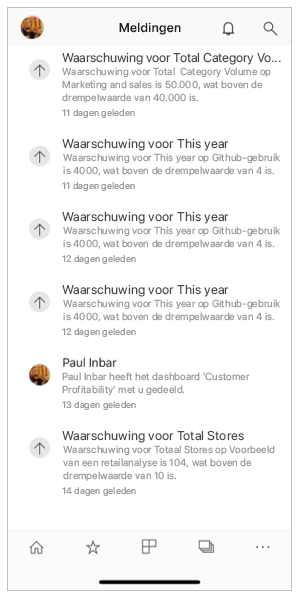 Meldingen
Waarschuwing voor Total Category Vo...
Waarschuwing voor Total Category Volume op
Marketing and sales is 50.000, wat boven de
drempelwaarde van 40.000 is.
11 dagen geleden
Waarschuwing voor This year
Waarschuwing voor This year op Github-gebruik
is 4000, wat boven de drempelwaarde van 4 is.
11 dagen geleden
Waarschuwing voor This year
Waarschuwing voor This year op Github-gebruik
is 4000, wat boven de drempelwaarde van 4 is.
12 dagen geleden
Waarschuwing voor This year
Waarschuwing voor This year op Github-gebruik
is 4000, wat boven de drempelwaarde van 4 is.
12 dagen geleden
Paul Inbar
Paul Inbar heeft het dashboard 'Customer
Profitability' met u gedeeld.
13 dagen geleden
Waarschuwing voor Total Stores
Waarschuwing voor Totaal Stores op Voorbeeld
van een retailanalyse is 104, wat boven de
drempelwaarde van 10 is.
14 dagen geleden